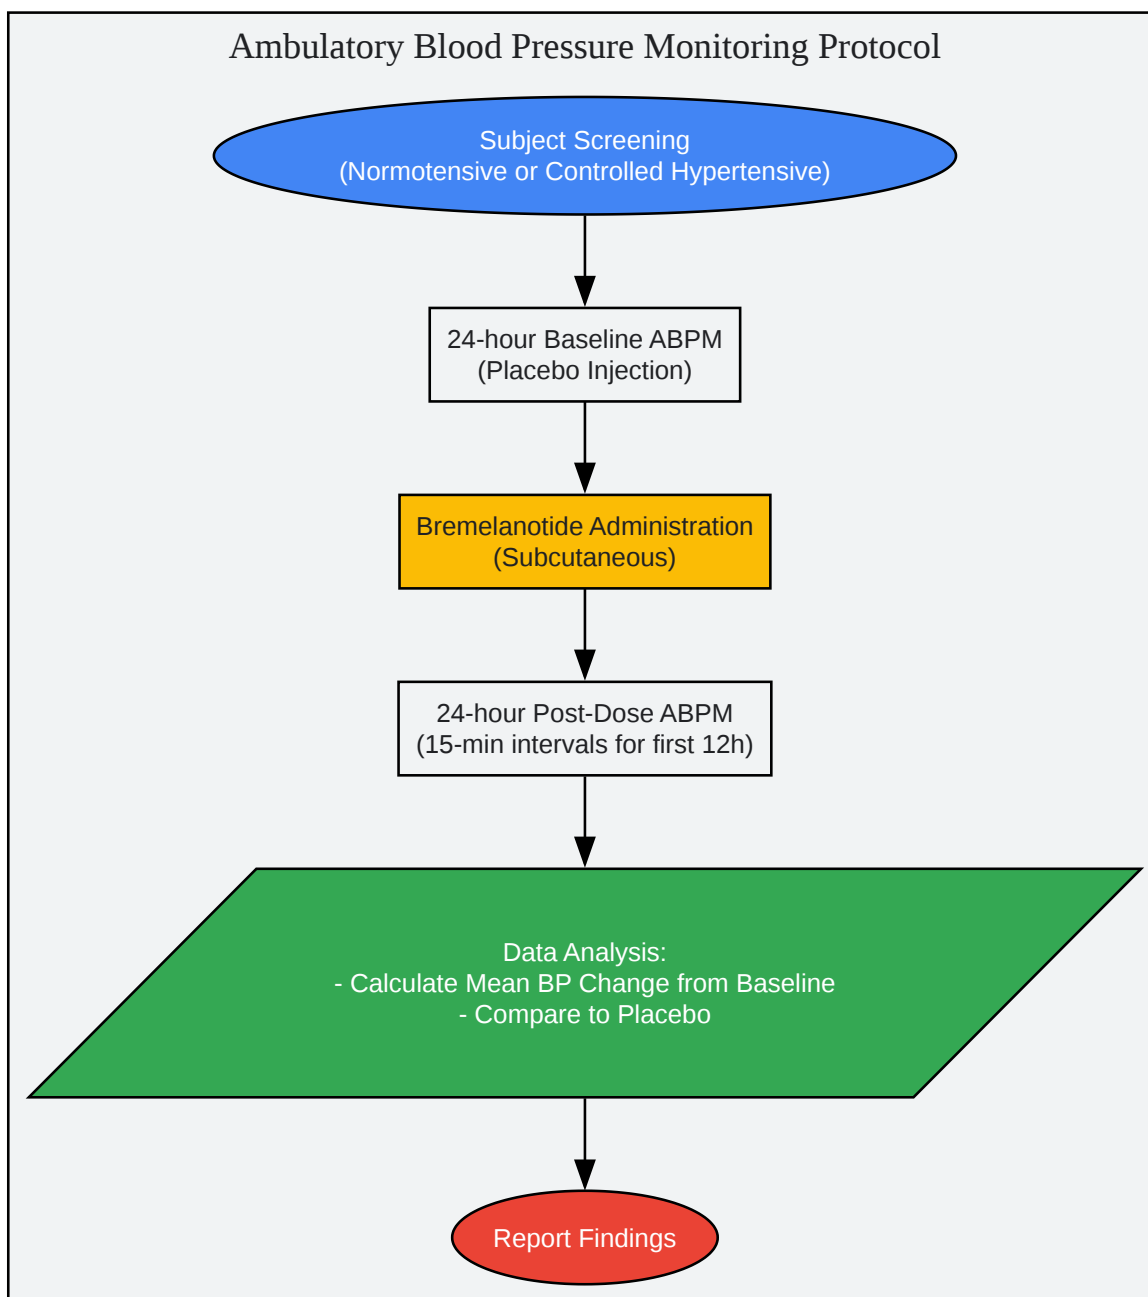 Ambulatory Blood Pressure Monitoring Protocol
Subject Screening
(Normotensive or Controlled Hypertensive)
24-hour Baseline ABPM
(Placebo Injection)
Bremelanotide Administration
(Subcutaneous)
24-hour Post-Dose ABPM
(15-min intervals for first 12h)
Data Analysis:
- Calculate Mean BP Change from Baseline
- Compare to Placebo
Report Findings